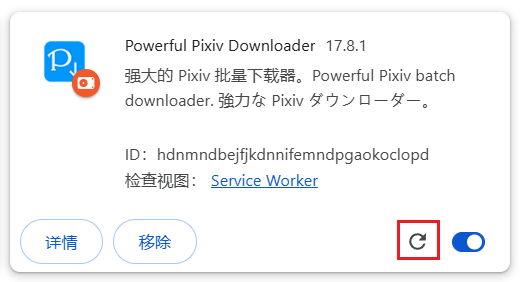 Powerful Pixiv Downloader 17.8.1
强大的 Pixiv 批量下载器。Powerful Pixiv batch
downloader. 強力な Pixiv ダウンローダー。
ID：hdnmndbejfjkdnnifemndpgaokoclopd
检查视图： Service Worker
详情 移除